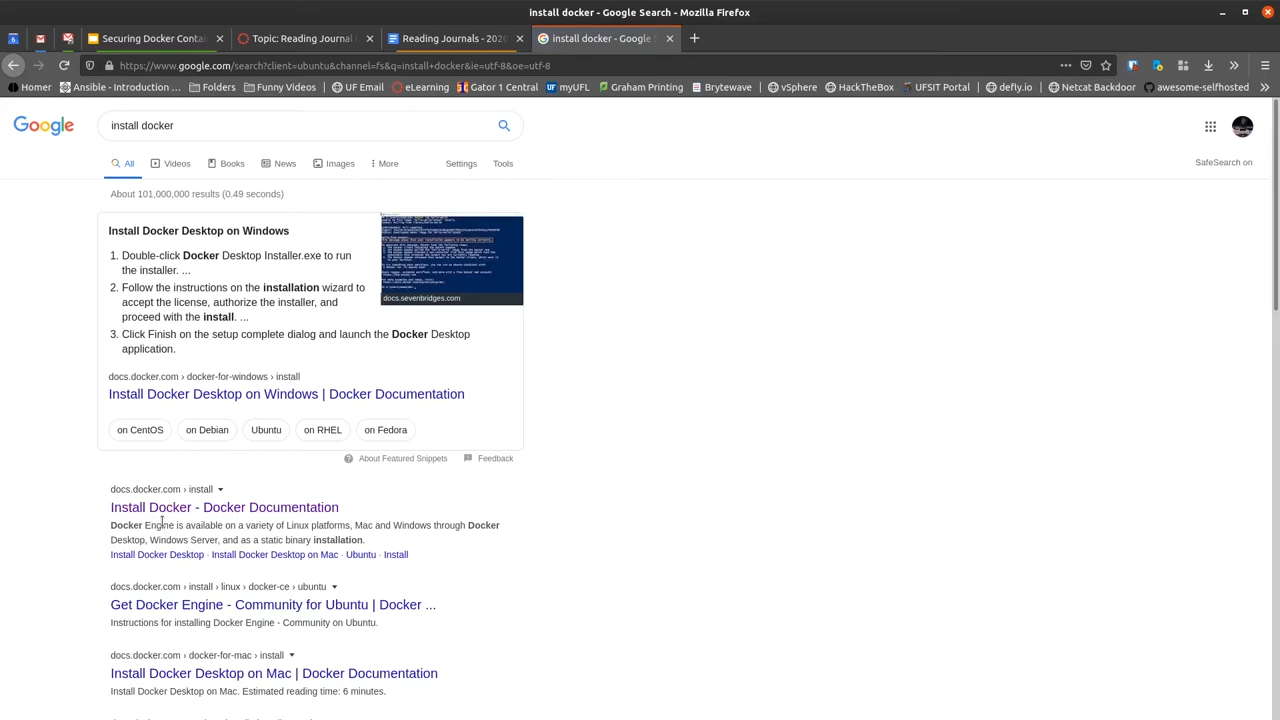 install docker - Google Search - Mozilla Firefox
6
Securing Docker Contai
Topic: Reading Journal
Reading Journals - 2020
install docker - Google S
https://www.google.com/search?client=ubuntu&channel=fs&q=install+docker&ie=utf-8&oe=utf-8
Homer
Ansible - Introduction …
Folders
Funny Videos
UF Email
eLearning
Gator 1 Central
myUFL
Graham Printing
Brytewave
vSphere
HackTheBox
UFSIT Portal
defly.io
Netcat Backdoor
awesome-selfhosted
Google
install docker
All
Videos
Books
News
Images
More
Settings
Tools
SafeSearch on
About 101,000,000 results (0.49 seconds)
Install Docker Desktop on Windows
1. Double-click Docker Desktop Installer.exe to run
the installer. ...
2. Follow the instructions on the installation wizard to
accept the license, authorize the installer, and
proceed with the install. ...
3. Click Finish on the setup complete dialog and launch the Docker Desktop
application.
docs.sevenbridges.com
docs.docker.com › docker-for-windows › install
Install Docker Desktop on Windows | Docker Documentation
on CentOS
on Debian
Ubuntu
on RHEL
on Fedora
About Featured Snippets
Feedback
docs.docker.com › install
Install Docker - Docker Documentation
Docker Engine is available on a variety of Linux platforms, Mac and Windows through Docker
Desktop, Windows Server, and as a static binary installation.
Install Docker Desktop · Install Docker Desktop on Mac · Ubuntu · Install
docs.docker.com › install › linux › docker-ce › ubuntu
Get Docker Engine - Community for Ubuntu | Docker ...
Instructions for installing Docker Engine - Community on Ubuntu.
docs.docker.com › docker-for-mac › install
Install Docker Desktop on Mac | Docker Documentation
Install Docker Desktop on Mac. Estimated reading time: 6 minutes.